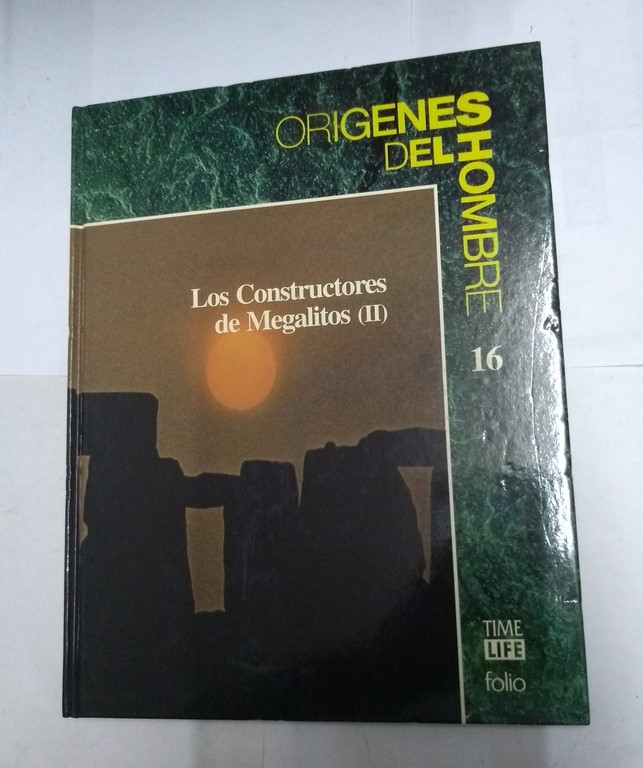 ORIGENES
DEL HOMBRE
Los Constructores
de Megalitos (II)
16
TIME
LIFE
folio